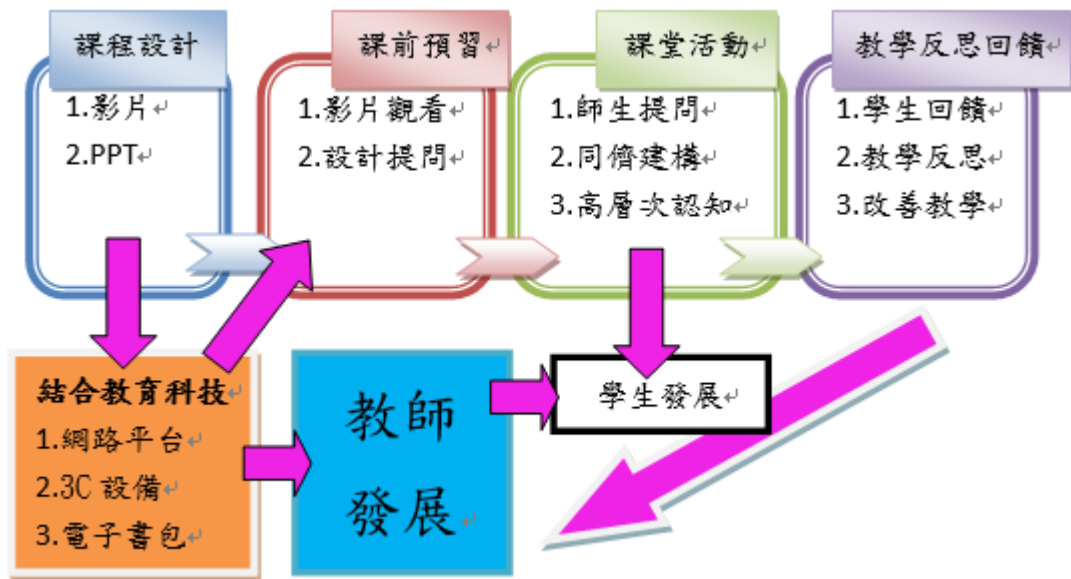 課程設計
1.影片
2.PPT
課前預習
1.影片觀看
2.設計提問
課堂活動
1.師生提問
2.同儕建構
3.高層次認知
教學反思回饋
1.學生回饋
2.教學反思
3.改善教學
結合教育科技
1.網路平台
2.3C 設備
3.電子書包
教師
發展
學生發展